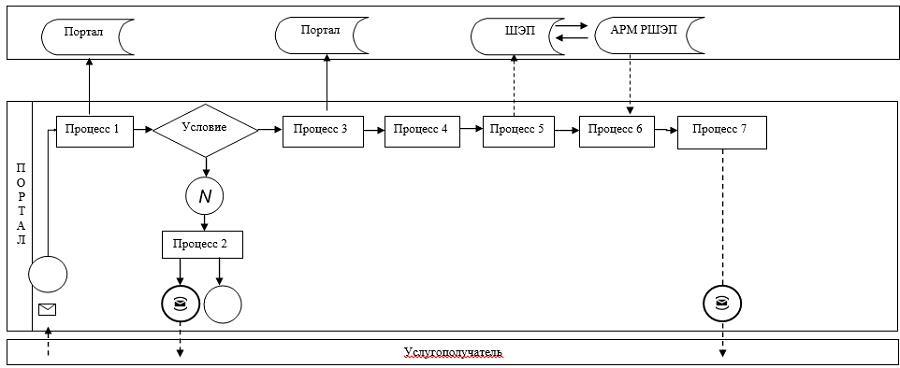 Портал
Портал
ШЭП
АРМ РШЭП
ПОРТАЛ
Процесс 1
Условие
Процесс 3
Процесс 4
Процесс 5
Процесс 6
Процесс 7
N
Процесс 2
Услугополучатель